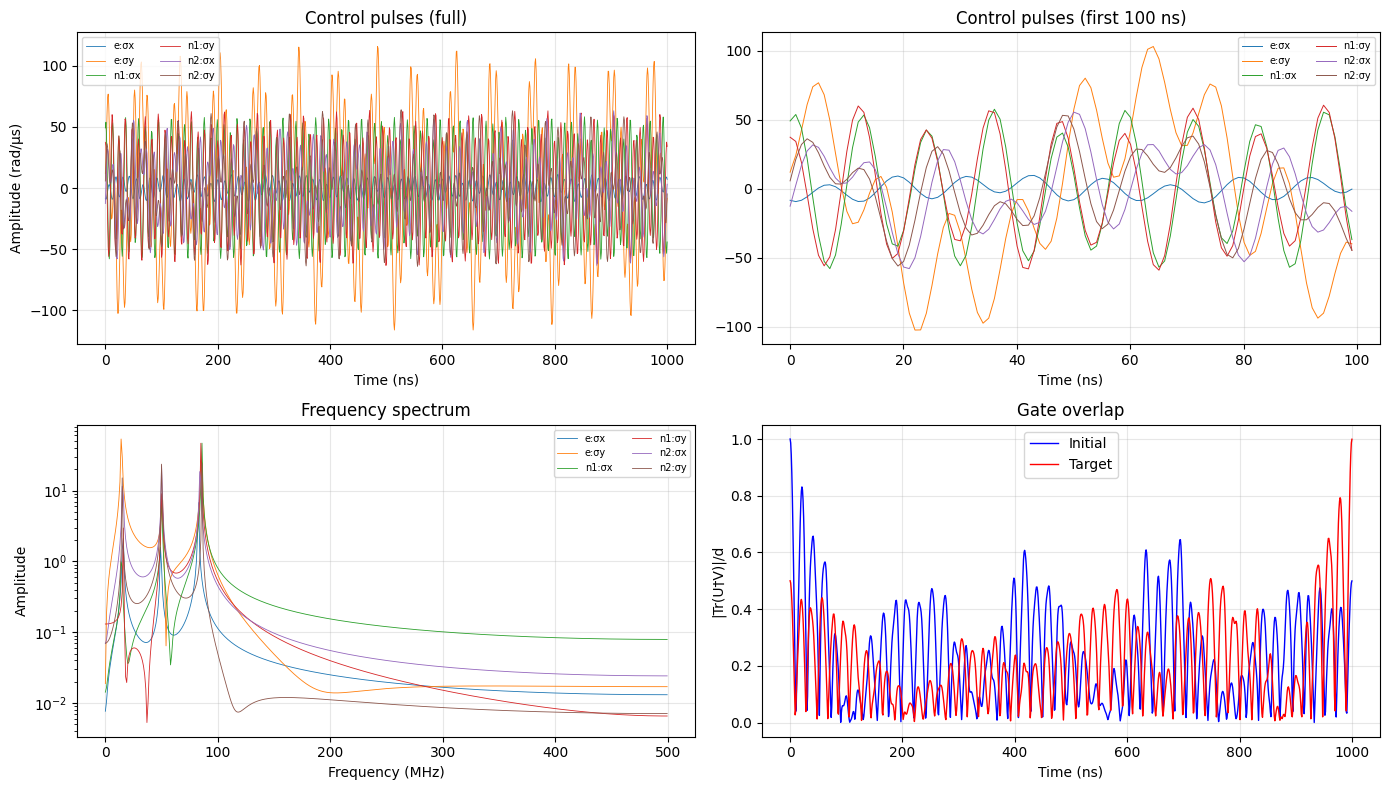 Control pulses (full)
Amplitude (rad/μs)
100
50
0
−50
−100
e:σx
e:σy
n1:σx
n1:σy
n2:σx
n2:σy
0 200 400 600 800 1000
Time (ns)
Control pulses (first 100 ns)
100
50
0
−50
−100
e:σx
e:σy
n1:σx
n1:σy
n2:σx
n2:σy
0 20 40 60 80 100
Time (ns)
Frequency spectrum
Amplitude
10¹
10⁰
10⁻¹
10⁻²
e:σx
e:σy
n1:σx
n1:σy
n2:σx
n2:σy
0 100 200 300 400 500
Frequency (MHz)
Gate overlap
|Tr(U†V)|/d
1.0
0.8
0.6
0.4
0.2
0.0
Initial
Target
0 200 400 600 800 1000
Time (ns)